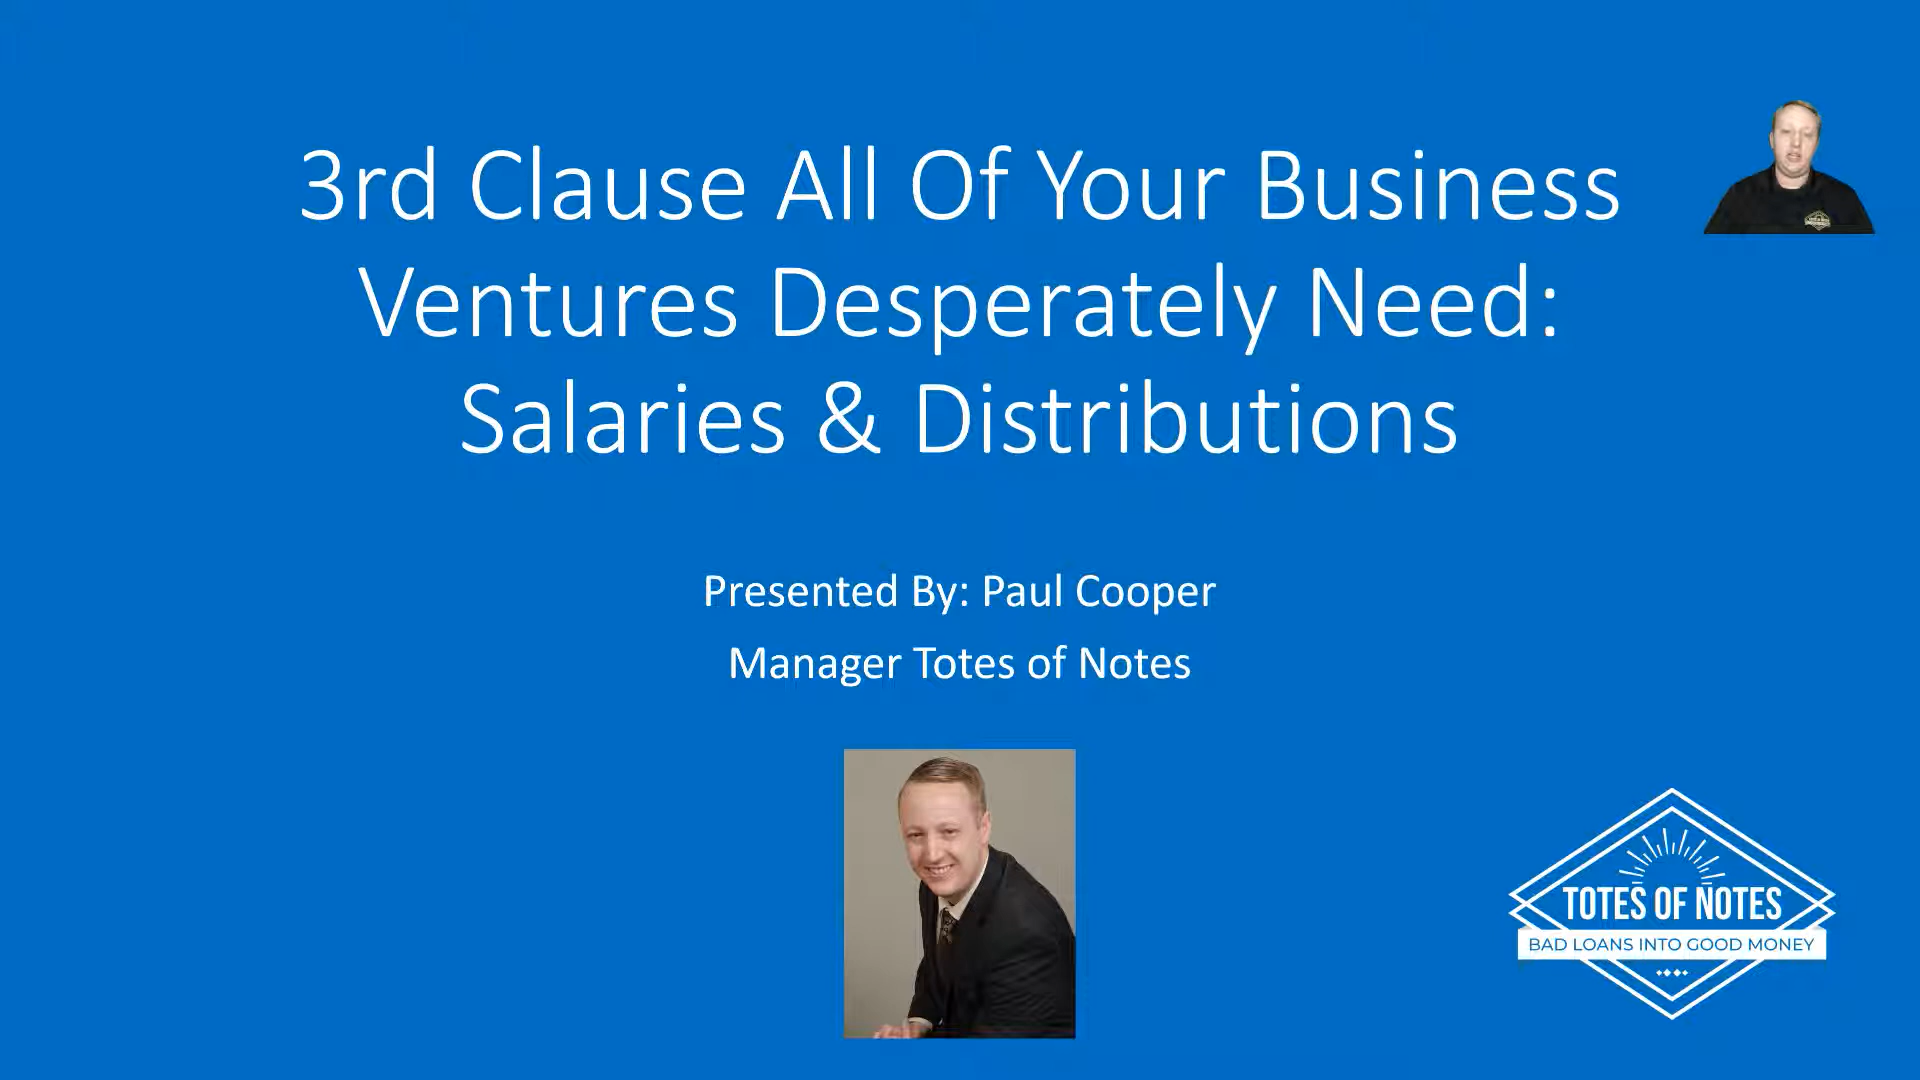 3rd Clause All Of Your Business
Ventures Desperately Need:
Salaries & Distributions
Presented By: Paul Cooper
Manager Totes of Notes
TOTES OF NOTES
BAD LOANS INTO GOOD MONEY